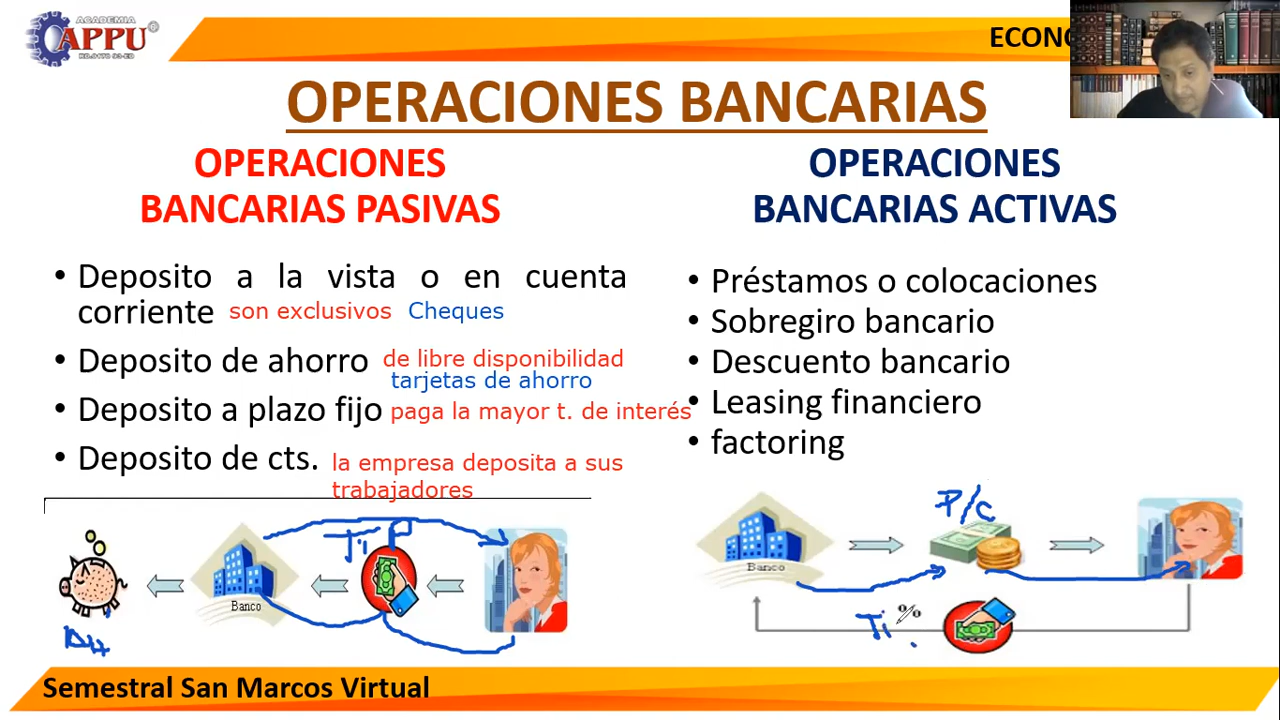 ACADEMIA
APPU
ECONO
OPERACIONES BANCARIAS
OPERACIONES
BANCARIAS PASIVAS
• Deposito a la vista o en cuenta
corriente son exclusivos Cheques
• Deposito de ahorro de libre disponibilidad
tarjetas de ahorro
• Deposito a plazo fijo paga la mayor t. de interés
• Deposito de cts. la empresa deposita a sus
trabajadores
Ti
Banco
OPERACIONES
BANCARIAS ACTIVAS
• Préstamos o colocaciones
• Sobregiro bancario
• Descuento bancario
• Leasing financiero
• factoring
P/C
Banco
Ti %
Semestral San Marcos Virtual